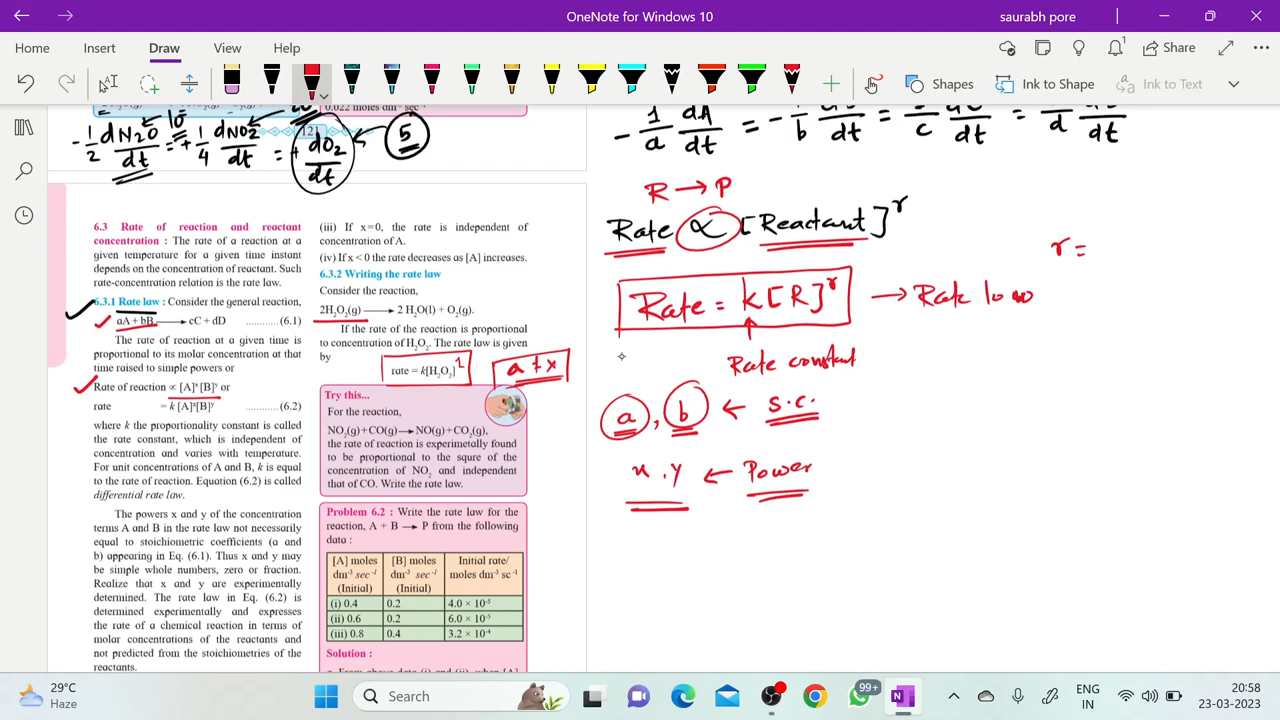 OneNote for Windows 10
saurabh pore
Home Insert Draw View Help
Share
Shapes
Ink to Shape
Ink to Text
0.022 moles dm⁻³ sec⁻¹
121
10
- 1/2 dN2O/dt = + 1/4 dNO2/dt = + dO2/dt
5
- 1/a dA/dt = - 1/b dB/dt = 1/c dC/dt = 1/d dD/dt
6.3 Rate of reaction and reactant
concentration : The rate of a reaction at a
given temperature for a given time instant
depends on the concentration of reactant. Such
rate-concentration relation is the rate law.
6.3.1 Rate law : Consider the general reaction,
aA + bB ⟶ cC + dD ............ (6.1)
The rate of reaction at a given time is
proportional to its molar concentration at that
time raised to simple powers or
Rate of reaction ∝ [A]ˣ [B]ʸ or
rate = k [A]ˣ[B]ʸ ............ (6.2)
where k the proportionality constant is called
the rate constant, which is independent of
concentration and varies with temperature.
For unit concentrations of A and B, k is equal
to the rate of reaction. Equation (6.2) is called
differential rate law.
The powers x and y of the concentration
terms A and B in the rate law not necessarily
equal to stoichiometric coefficients (a and
b) appearing in Eq. (6.1). Thus x and y may
be simple whole numbers, zero or fraction.
Realize that x and y are experimentally
determined. The rate law in Eq. (6.2) is
determined experimentally and expresses
the rate of a chemical reaction in terms of
molar concentrations of the reactants and
not predicted from the stoichiometries of the
reactants.
(iii) If x=0, the rate is independent of
concentration of A.
(iv) If x < 0 the rate decreases as [A] increases.
6.3.2 Writing the rate law
Consider the reaction,
2H₂O₂(g) ⟶ 2 H₂O(l) + O₂(g).
If the rate of the reaction is proportional
to concentration of H₂O₂. The rate law is given
by
rate = k[H₂O₂]¹
a ≠ x
Try this...
For the reaction,
NO₂(g)+CO(g)⟶NO(g)+CO₂(g),
the rate of reaction is experimetally found
to be proportional to the squre of the
concentration of NO₂ and independent
that of CO. Write the rate law.
Problem 6.2 : Write the rate law for the
reaction, A + B ⟶ P from the following
data :
[A] moles [B] moles Initial rate/
dm⁻³ sec⁻¹ dm⁻³ sec⁻¹ moles dm⁻³ sc⁻¹
(Initial) (Initial)
(i) 0.4 0.2 4.0 × 10⁻⁵
(ii) 0.6 0.2 6.0 × 10⁻⁵
(iii) 0.8 0.4 3.2 × 10⁻⁴
Solution :
R → P
Rate ∝ [Reactant]ʳ
r =
Rate = k[R]ʳ → Rate law
Rate constant
a, b ← S.C.
x, y ← Power
29°C
Haze
Search
99+
ENG
IN
20:58
23-03-2023